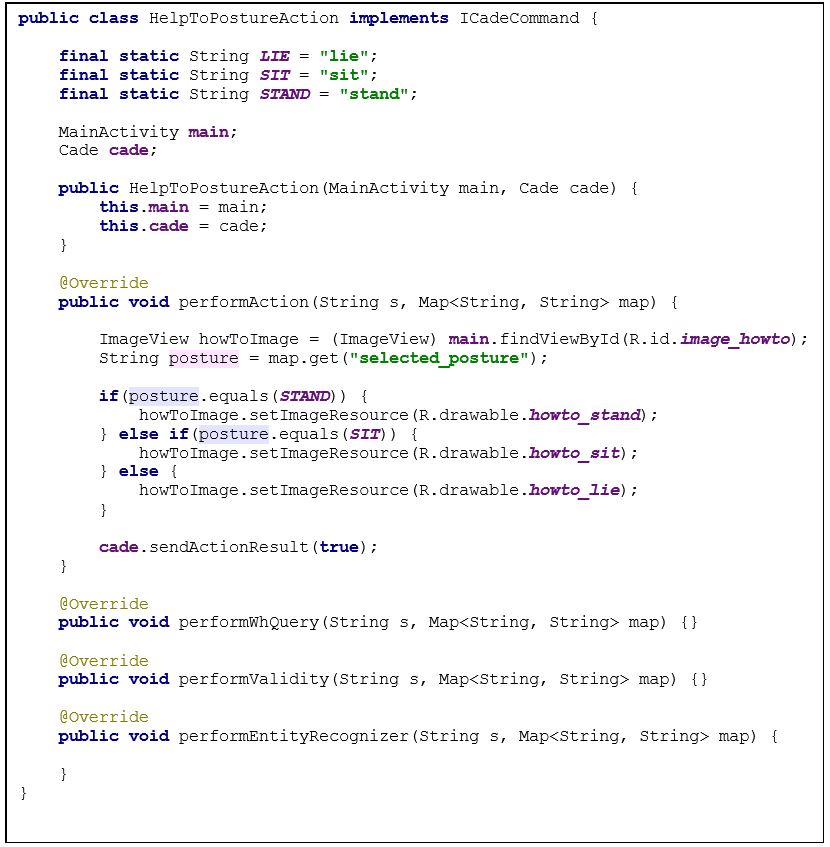 public class HelpToPostureAction implements ICadeCommand {
final static String LIE = "lie";
final static String SIT = "sit";
final static String STAND = "stand";
MainActivity main;
Cade cade;
public HelpToPostureAction(MainActivity main, Cade cade) {
this.main = main;
this.cade = cade;
}
@Override
public void performAction(String s, Map<String, String> map) {
ImageView howToImage = (ImageView) main.findViewById(R.id.image_howto);
String posture = map.get("selected_posture");
if(posture.equals(STAND)) {
howToImage.setImageResource(R.drawable.howto_stand);
} else if(posture.equals(SIT)) {
howToImage.setImageResource(R.drawable.howto_sit);
} else {
howToImage.setImageResource(R.drawable.howto_lie);
}
cade.sendActionResult(true);
}
@Override
public void performWhQuery(String s, Map<String, String> map) {}
@Override
public void performValidity(String s, Map<String, String> map) {}
@Override
public void performEntityRecognizer(String s, Map<String, String> map) {
}
}